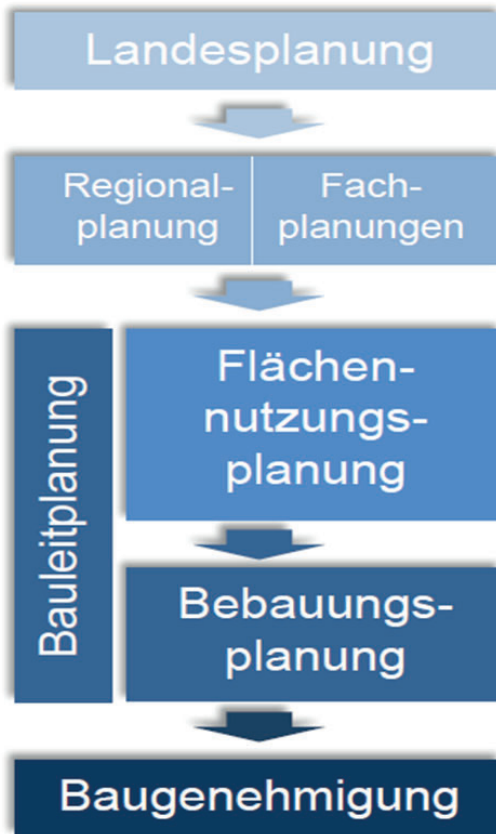 Landesplanung
Regional-
planung
Fach-
planungen
Bauleitplanung
Flächen-
nutzungs-
planung
Bebauungs-
planung
Baugenehmigung